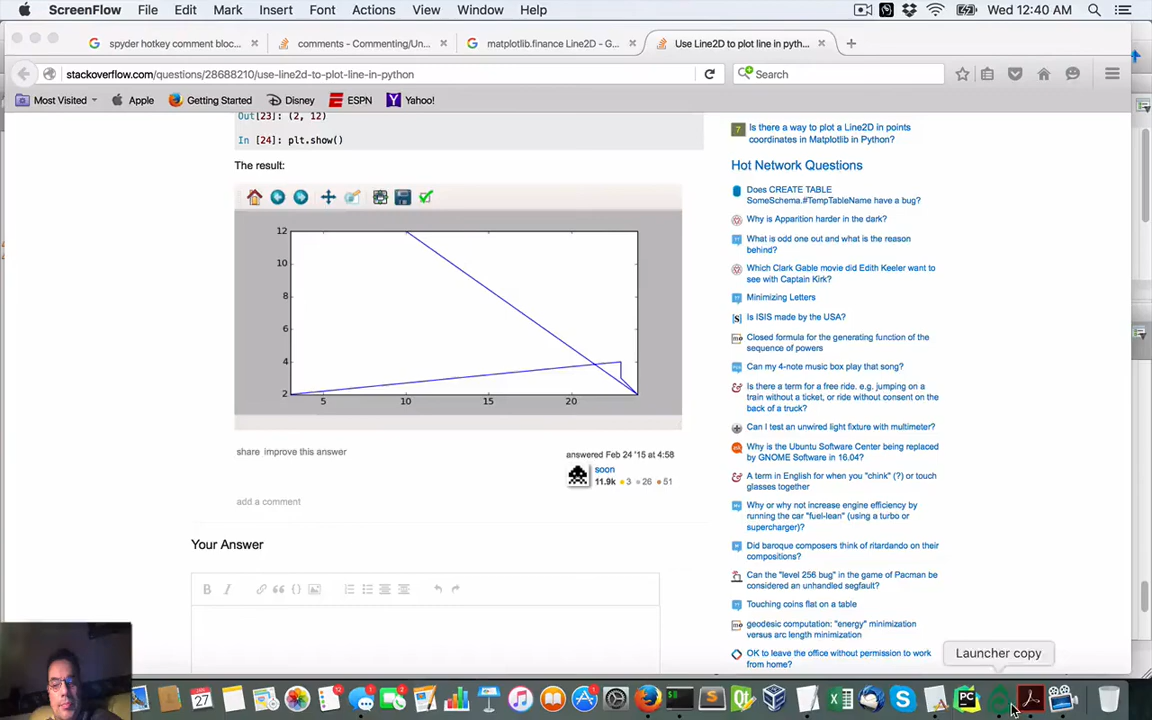 ScreenFlow File Edit Mark Insert Font Actions View Window Help Wed 12:40 AM
spyder hotkey comment bloc... comments - Commenting/Un... matplotlib.finance Line2D - G... Use Line2D to plot line in pyth...
stackoverflow.com/questions/28688210/use-line2d-to-plot-line-in-python Search
Most Visited Apple Getting Started Disney ESPN Yahoo!
Out[23]: (2, 12)
In [24]: plt.show()
The result:
12
10
8
6
4
2
5 10 15 20
share improve this answer
answered Feb 24 '15 at 4:58
soon
11.9k 3 26 51
add a comment
Your Answer
B I
7 Is there a way to plot a Line2D in points
coordinates in Matplotlib in Python?
Hot Network Questions
Does CREATE TABLE
SomeSchema.#TempTableName have a bug?
Why is Apparition harder in the dark?
What is odd one out and what is the reason
behind?
Which Clark Gable movie did Edith Keeler want to
see with Captain Kirk?
Minimizing Letters
Is ISIS made by the USA?
Closed formula for the generating function of the
sequence of powers
Can my 4-note music box play that song?
Is there a term for a free ride. e.g. jumping on a
train without a ticket, or ride without consent on the
back of a truck?
Can I test an unwired light fixture with multimeter?
Why is the Ubuntu Software Center being replaced
by GNOME Software in 16.04?
A term in English for when you "chink" (?) or touch
glasses together
Why or why not increase engine efficiency by
running the car "fuel-lean" (using a turbo or
supercharger)?
Did baroque composers think of ritardando on their
compositions?
Can the "level 256 bug" in the game of Pacman be
considered an unhandled segfault?
Touching coins flat on a table
geodesic computation: "energy" minimization
versus arc length minimization
OK to leave the office without permission to work
from home?
Launcher copy
27
12
1
1
Qt
PC